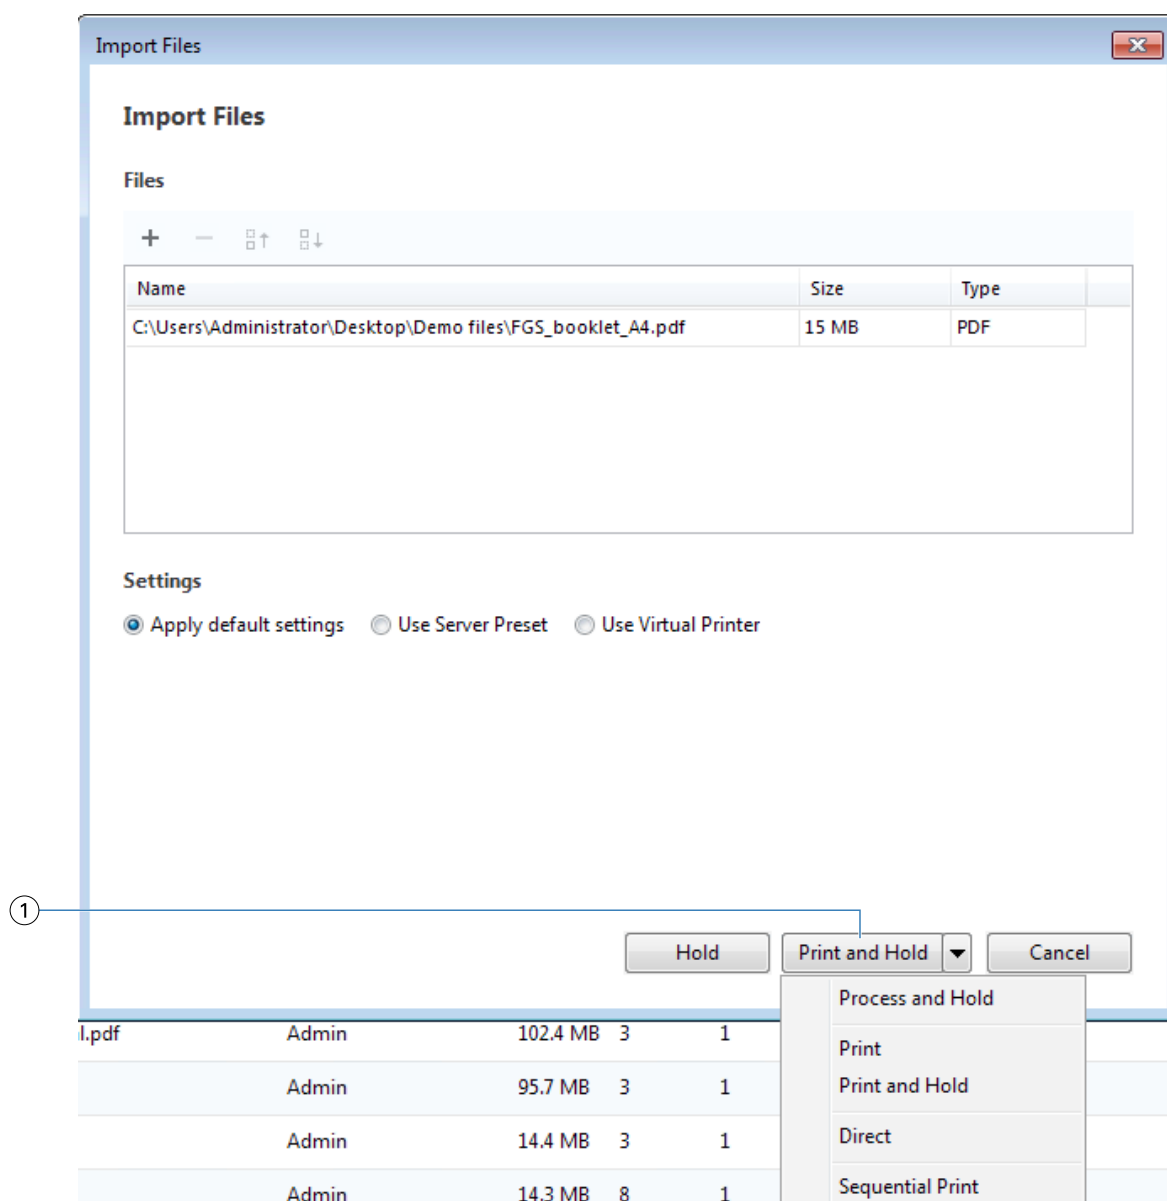 Import Files
Import Files
Files
Name Size Type
C:\Users\Administrator\Desktop\Demo files\FGS_booklet_A4.pdf 15 MB PDF
Settings
Apply default settings Use Server Preset Use Virtual Printer
1
Hold Print and Hold Cancel
Process and Hold
l.pdf Admin 102.4 MB 3 1
Print
Admin 95.7 MB 3 1 Print and Hold
Admin 14.4 MB 3 1 Direct
Admin 14.3 MB 8 1 Sequential Print